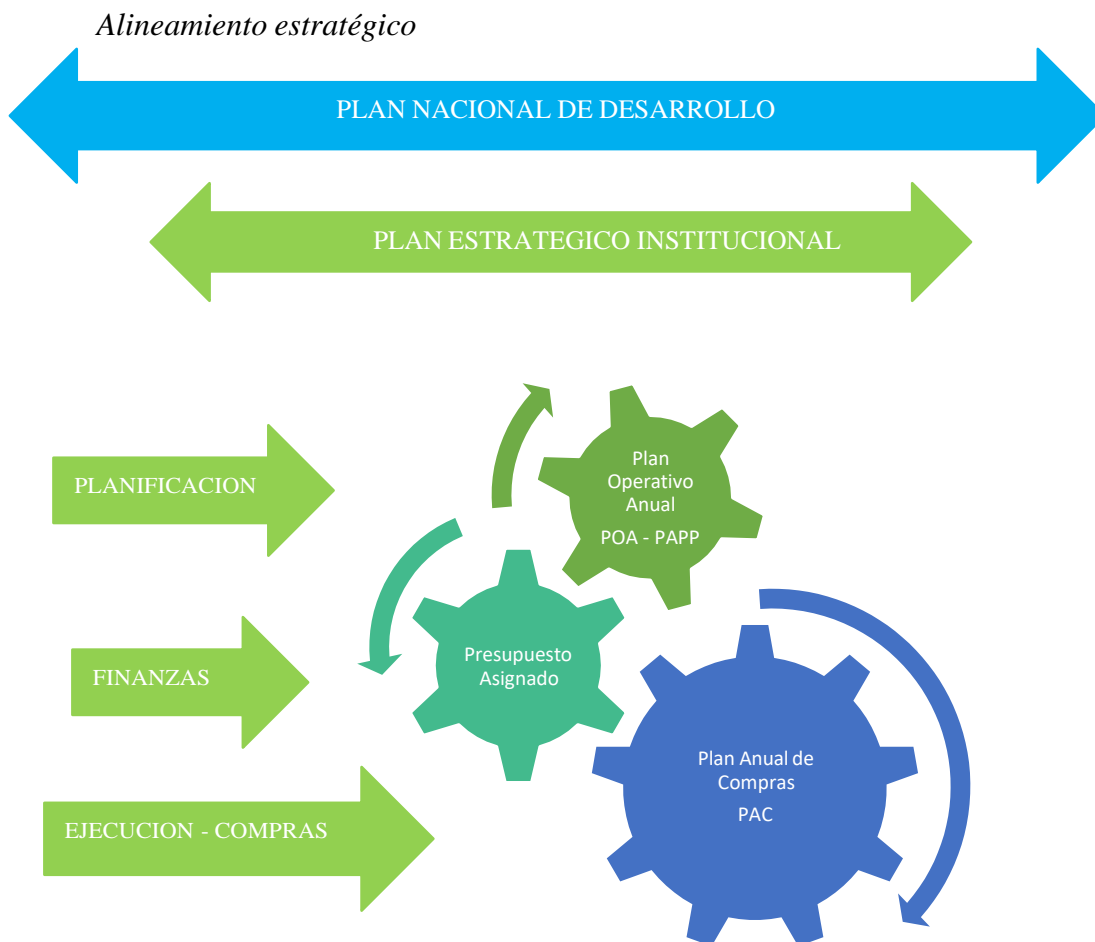 Alineamiento estratégico
PLAN NACIONAL DE DESARROLLO
PLAN ESTRATEGICO INSTITUCIONAL
PLANIFICACION
Plan
Operativo
Anual
POA - PAPP
FINANZAS
Presupuesto
Asignado
EJECUCION - COMPRAS
Plan Anual de
Compras
PAC